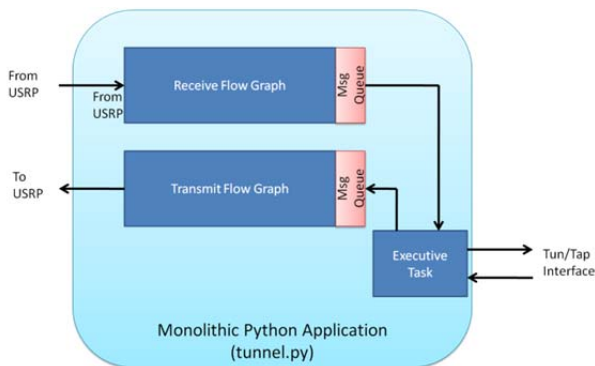 From
USRP
From
USRP
Receive Flow Graph
Msg
Queue
To
USRP
Transmit Flow Graph
Msg
Queue
Executive
Task
Tun/Tap
Interface
Monolithic Python Application
(tunnel.py)